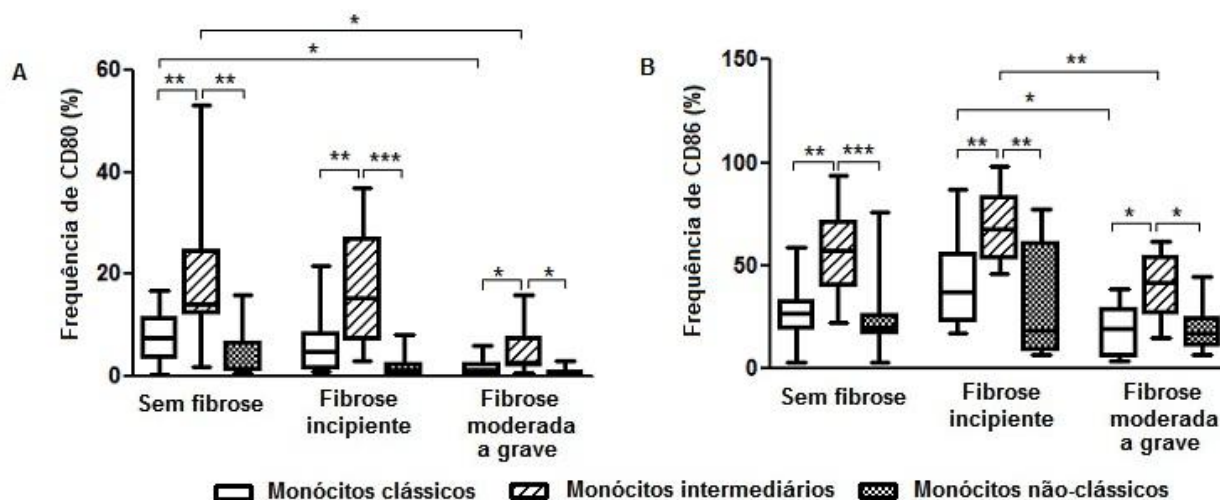 A
Frequência de CD80 (%)
60
40
20
0
*
*
** **
** ***
* *
Sem fibrose
Fibrose
incipiente
Fibrose
moderada
a grave
B
Frequência de CD86 (%)
150
100
50
0
**
*
** ***
** **
* *
Sem fibrose
Fibrose
incipiente
Fibrose
moderada
a grave
Monócitos clássicos Monócitos intermediários Monócitos não-clássicos